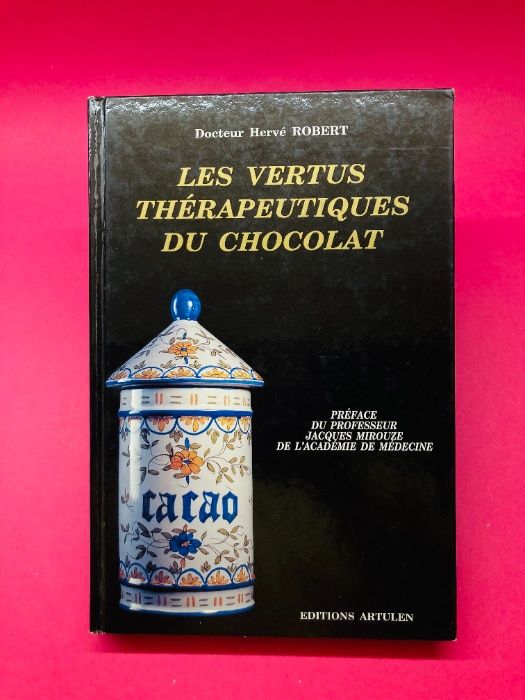 Docteur Hervé ROBERT
LES VERTUS
THÉRAPEUTIQUES
DU CHOCOLAT
PRÉFACE
DU PROFESSEUR
JACQUES MIROUZE
DE L'ACADÉMIE DE MÉDECINE
cacao
EDITIONS ARTULEN